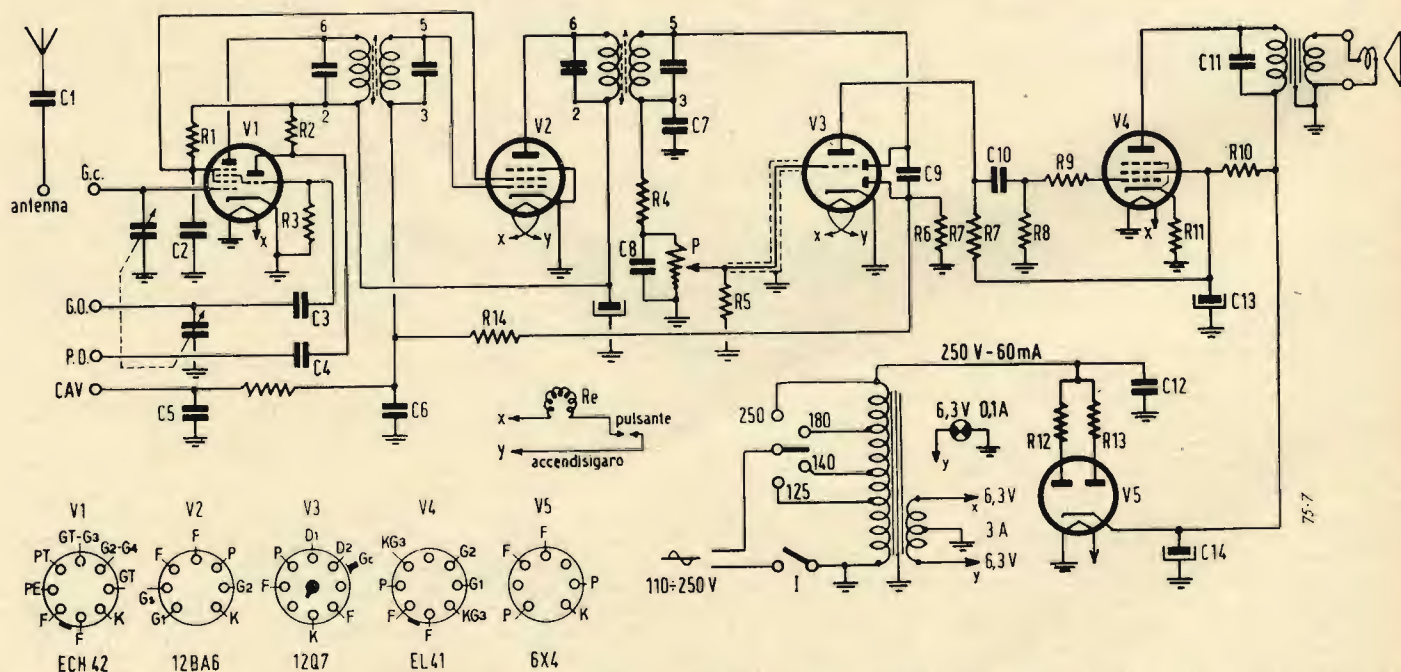 6 5 2 3
C1
antenna
G.c.
R1
V1
R2
R3
C2
x
G.O.
C3
P.O.
C4
CAV
C5
R14
C6
V2
x y
6 5 2 3
C7
R4
C8
P
R5
V3
x y
C9
R6
R7
R7
C10
R8
R9
V4
x
R11
R10
C11
C13
Re
x
pulsante
y
accendisigaro
250 V - 60mA
C12
250
180
140
125
6,3V 0,1A
y
x 6,3V
3 A
y 6,3V
110÷250 V
I
R12
R13
V5
C14
75-7
V1
GT-G3
G2-G4
PT
GT
PE
K
F
F
ECH 42
V2
F
F
P
G2
Gs
G1
K
12BA6
V3
D1
D2
Gc
P
F
F
K
12Q7
V4
KG3
G2
P
G1
F
F
KG3
EL41
V5
F
F
P
P
K
6X4